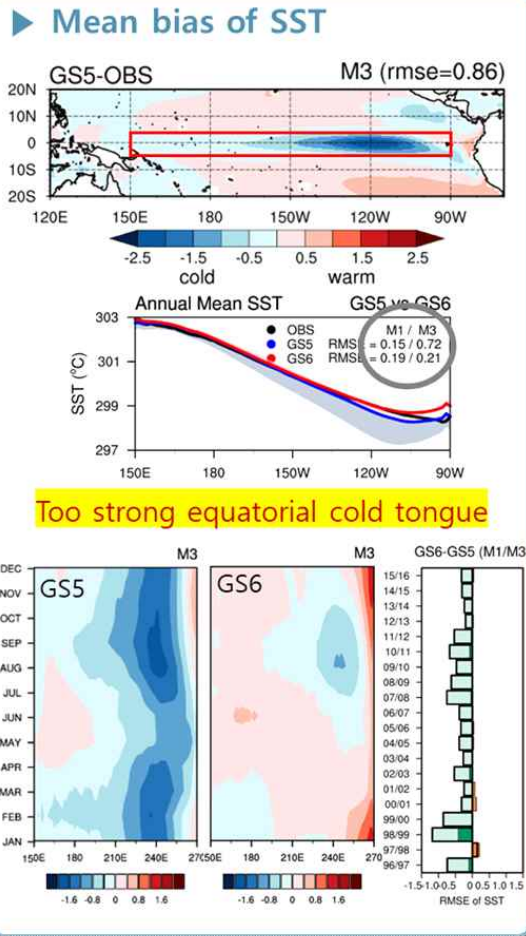 ▶ Mean bias of SST
GS5-OBS M3 (rmse=0.86)
20N
10N
0
10S
20S
120E 150E 180 150W 120W 90W
-2.5 -1.5 -0.5 0.5 1.5 2.5
cold warm
Annual Mean SST GS5 vs GS6
303
301
299
297
SST (°C)
M1 / M3
OBS
GS5 RMSE = 0.15 / 0.72
GS6 RMSE = 0.19 / 0.21
150E 180 150W 120W 90W
Too strong equatorial cold tongue
M3 M3 GS6-GS5 (M1/M3
GS5 GS6
DEC
NOV
OCT
SEP
AUG
JUL
JUN
MAY
APR
MAR
FEB
JAN
150E 180 210E 240E 270
150E 180 210E 240E 270
-1.6 -0.8 0 0.8 1.6
-1.6 -0.8 0 0.8 1.6
15/16
14/15
13/14
12/13
11/12
10/11
09/10
08/09
07/08
06/07
05/06
04/05
03/04
02/03
01/02
00/01
99/00
98/99
97/98
96/97
-1.5 -1.0 -0.5 0 0.5 1.0 1.5
RMSE of SST